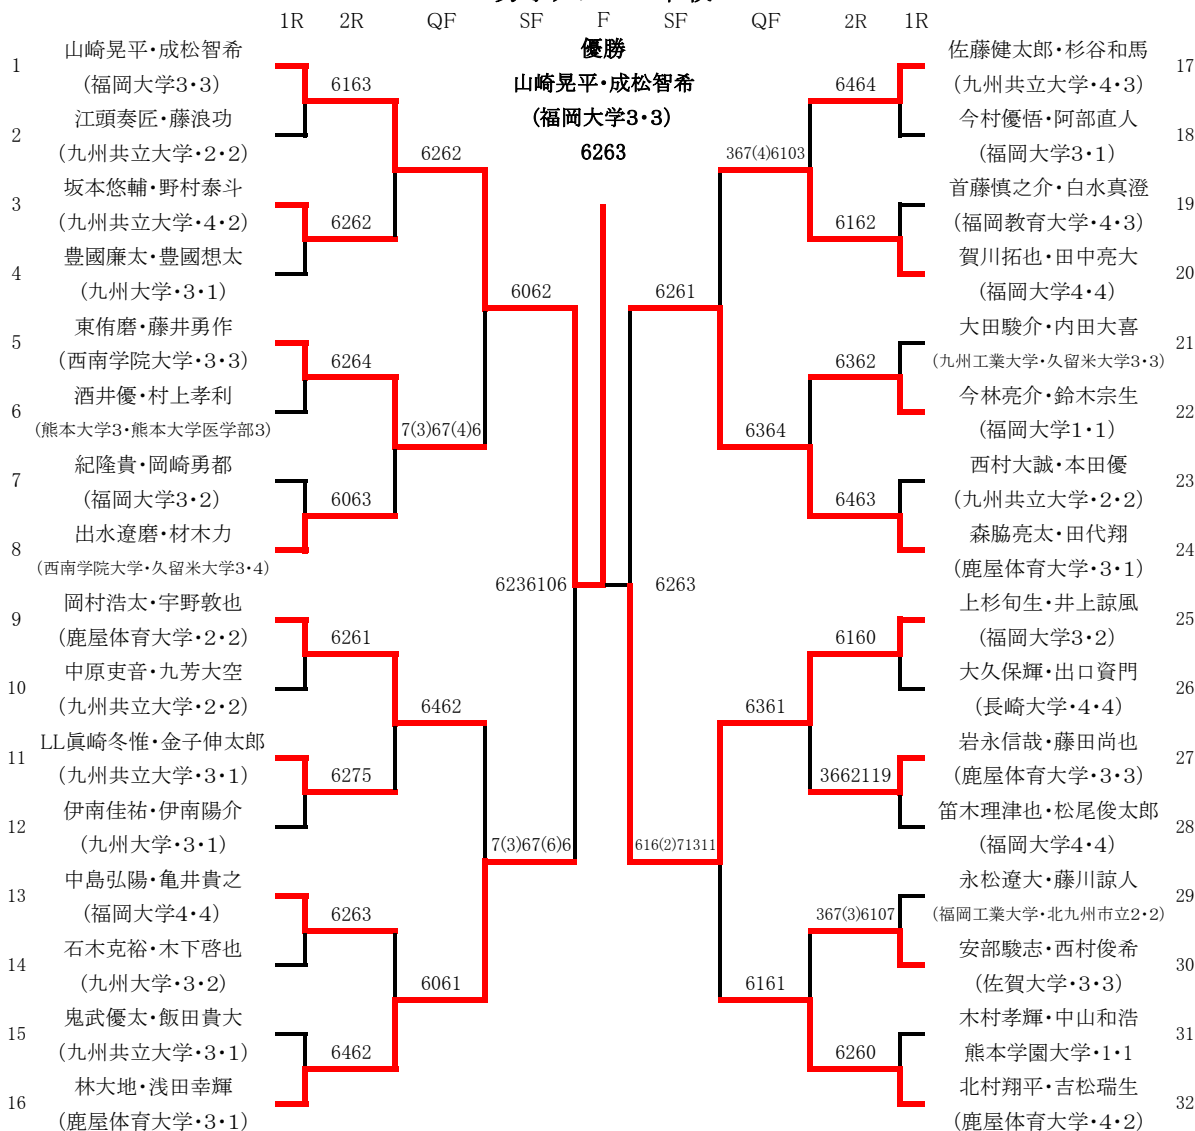 1R 2R QF SF F SF QF 2R 1R
優勝
山崎晃平・成松智希
(福岡大学3・3)
6263
1 山崎晃平・成松智希
(福岡大学3・3)
2 江頭奏匠・藤浪功
(九州共立大学・2・2)
3 坂本悠輔・野村泰斗
(九州共立大学・4・2)
4 豊國廉太・豊國想太
(九州大学・3・1)
5 東侑磨・藤井勇作
(西南学院大学・3・3)
6 酒井優・村上孝利
(熊本大学3・熊本大学医学部3)
7 紀隆貴・岡崎勇都
(福岡大学3・2)
8 出水遼磨・材木力
(西南学院大学・久留米大学3・4)
9 岡村浩太・宇野敦也
(鹿屋体育大学・2・2)
10 中原吏音・九芳大空
(九州共立大学・2・2)
11 LL眞崎冬惟・金子伸太郎
(九州共立大学・3・1)
12 伊南佳祐・伊南陽介
(九州大学・3・1)
13 中島弘陽・亀井貴之
(福岡大学4・4)
14 石木克裕・木下啓也
(九州大学・3・2)
15 鬼武優太・飯田貴大
(九州共立大学・3・1)
16 林大地・浅田幸輝
(鹿屋体育大学・3・1)
6163
6262
6264
6063
6261
6275
6263
6462
6262
7(3)67(4)6
6462
6061
6062
7(3)67(6)6
6236106
6263
6261
616(2)71311
367(4)6103
6364
6361
6161
6464
6162
6362
6463
6160
3662119
367(3)6107
6260
佐藤健太郎・杉谷和馬 17
(九州共立大学・4・3)
今村優悟・阿部直人 18
(福岡大学3・1)
首藤慎之介・白水真澄 19
(福岡教育大学・4・3)
賀川拓也・田中亮大 20
(福岡大学4・4)
大田駿介・内田大喜 21
(九州工業大学・久留米大学3・3)
今林亮介・鈴木宗生 22
(福岡大学1・1)
西村大誠・本田優 23
(九州共立大学・2・2)
森脇亮太・田代翔 24
(鹿屋体育大学・3・1)
上杉旬生・井上諒風 25
(福岡大学3・2)
大久保輝・出口資門 26
(長崎大学・4・4)
岩永信哉・藤田尚也 27
(鹿屋体育大学・3・3)
笛木理津也・松尾俊太郎 28
(福岡大学4・4)
永松遼大・藤川諒人 29
(福岡工業大学・北九州市立2・2)
安部駿志・西村俊希 30
(佐賀大学・3・3)
木村孝輝・中山和浩 31
熊本学園大学・1・1
北村翔平・吉松瑞生 32
(鹿屋体育大学・4・2)